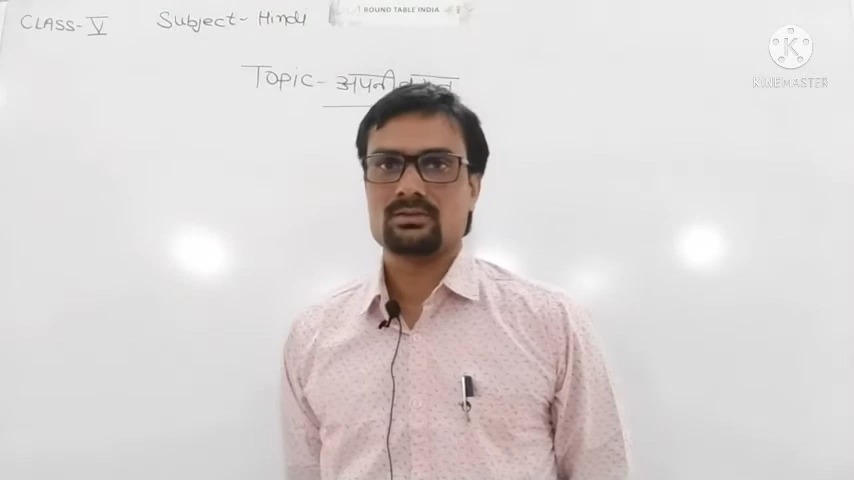 CLASS-V Subject- Hindi
ROUND TABLE INDIA
Topic- अपनी
KINEMASTER